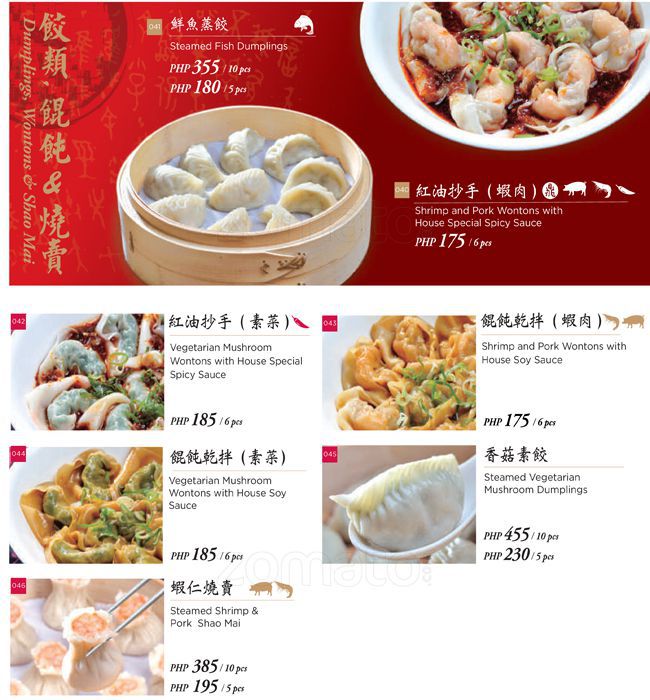 餃類、餛飩&燒賣
Dumplings, Wontons & Shao Mai
041 鮮魚蒸餃
Steamed Fish Dumplings
PHP 355 / 10 pcs
PHP 180 / 5 pcs
040 紅油抄手 ( 蝦肉 ) 鼎
Shrimp and Pork Wontons with
House Special Spicy Sauce
PHP 175 / 6 pcs
042 紅油抄手 ( 素菜 )
Vegetarian Mushroom
Wontons with House Special
Spicy Sauce
PHP 185 / 6 pcs
043 餛飩乾拌 ( 蝦肉 )
Shrimp and Pork Wontons with
House Soy Sauce
PHP 175 / 6 pcs
044 餛飩乾拌 ( 素菜 )
Vegetarian Mushroom
Wontons with House Soy
Sauce
PHP 185 / 6 pcs
045 香菇素餃
Steamed Vegetarian
Mushroom Dumplings
PHP 455 / 10 pcs
PHP 230 / 5 pcs
046 蝦仁燒賣
Steamed Shrimp &
Pork Shao Mai
PHP 385 / 10 pcs
PHP 195 / 5 pcs
zomato